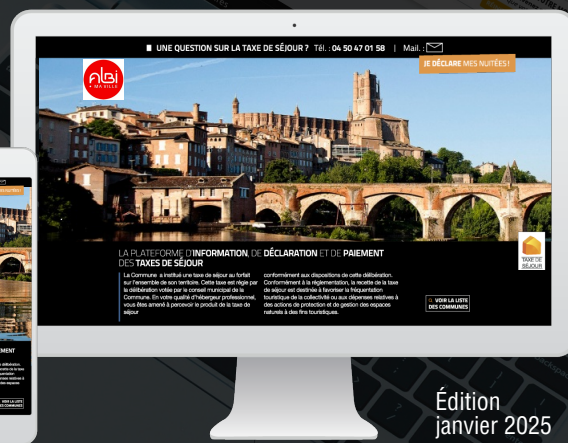 UNE QUESTION SUR LA TAXE DE SÉJOUR ? Tél. : 04 50 47 01 58 | Mail. :
JE DÉCLARE MES NUITÉES !
ALBi
MA VILLE
LA PLATEFORME D'INFORMATION, DE DÉCLARATION ET DE PAIEMENT
DES TAXES DE SÉJOUR
La Commune a institué une taxe de séjour au forfait
sur l'ensemble de son territoire. Cette taxe est régie par
la délibération votée par le conseil municipal de la
Commune. En votre qualité d'hébergeur professionnel,
vous êtes amené à percevoir le produit de la taxe de
séjour
conformément aux dispositions de cette délibération.
Conformément à la réglementation, la recette de la taxe
de séjour est destinée à favoriser la fréquentation
touristique de la collectivité ou aux dépenses relatives à
des actions de protection et de gestion des espaces
naturels à des fins touristiques.
TAXE DE
SÉJOUR
VOIR LA LISTE
DES COMMUNES
Édition
janvier 2025